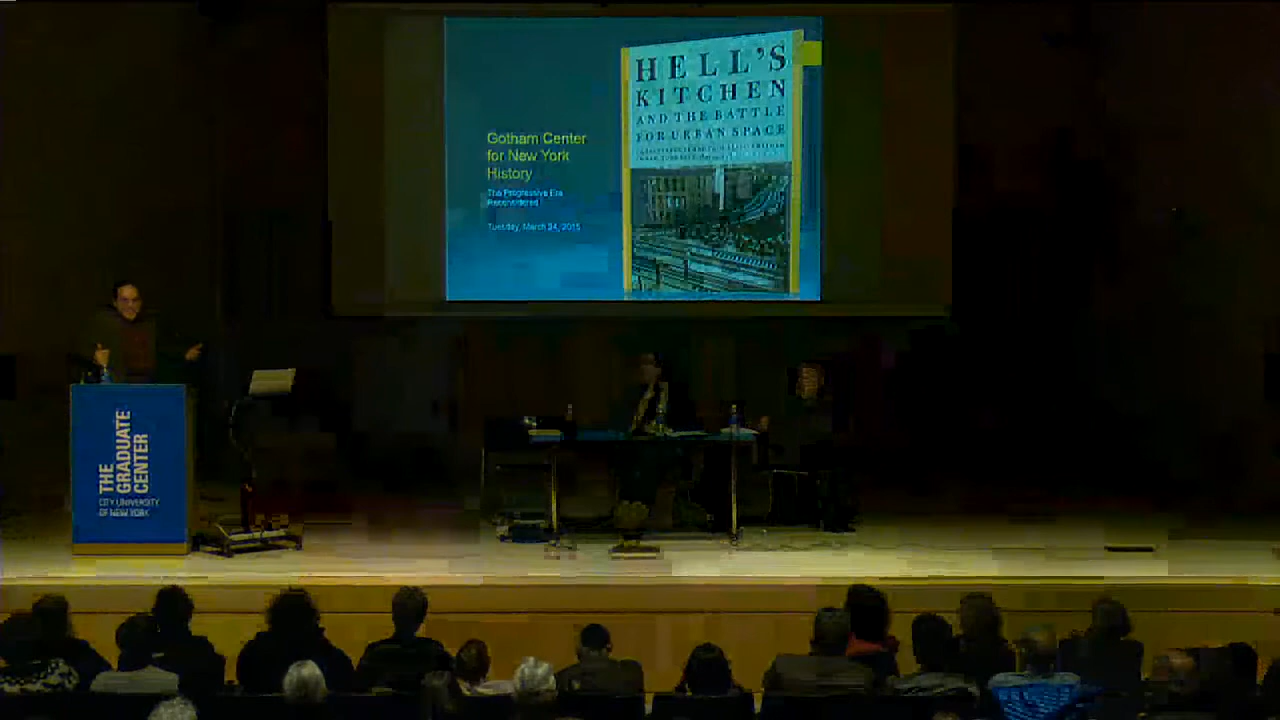 HELL'S
KITCHEN
AND THE BATTLE
FOR URBAN SPACE
Gotham Center
for New York
History
The Progressive Era
Reconsidered
Tuesday, March 24, 2015
THE
GRADUATE
CENTER
CITY UNIVERSITY
OF NEW YORK